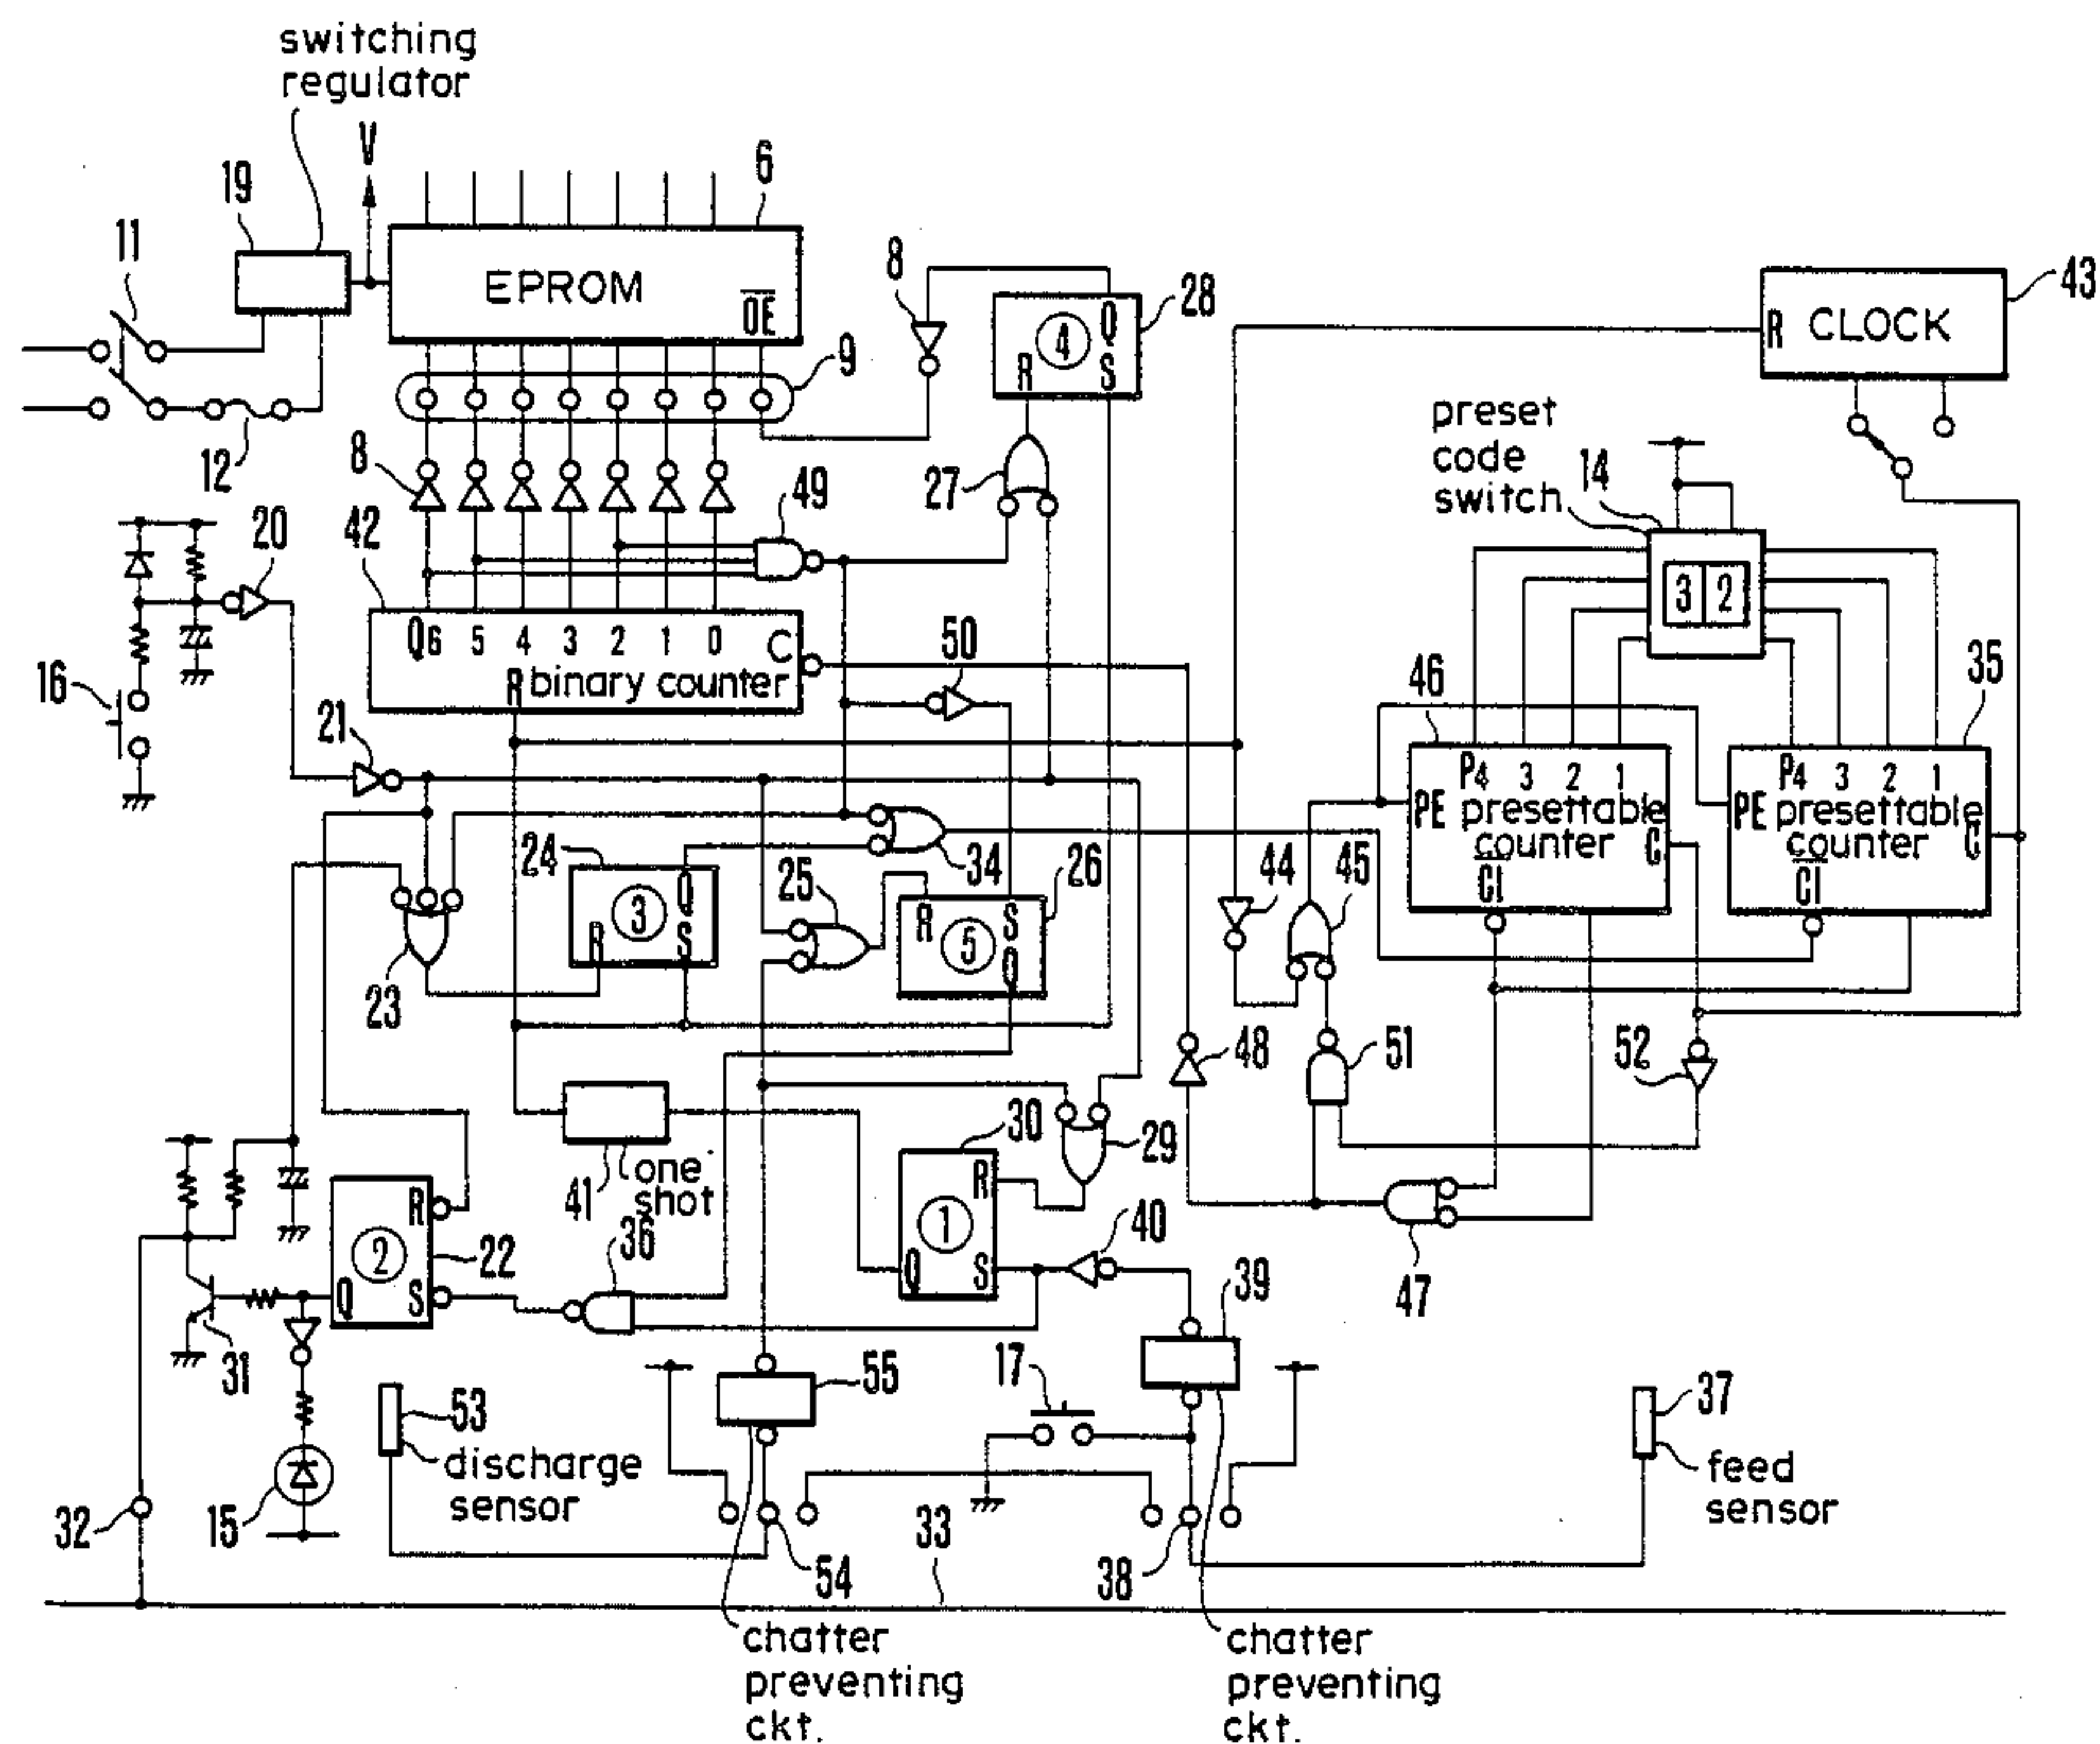 switching
regulator
V
6
19
11
EPROM
OE
8
28
43
Q
4
R
S
R CLOCK
9
12
preset
code
switch
14
8
49
27
20
42
3 2
16
Q6 5 4 3 2 1 0 C
R binary counter
50
46
35
21
P4 3 2 1
PE presettable
counter C
CI
P4 3 2 1
PE presettable
counter C
CI
24
34
25
26
44
45
Q
3
R S
R S
5
Q
23
48
51
52
30
29
41
one
shot
R
1
Q S
40
36
39
47
R
2
22
Q S
31
17
55
37
53
discharge
sensor
feed
sensor
15
32
54
33
38
chatter
preventing
ckt.
chatter
preventing
ckt.